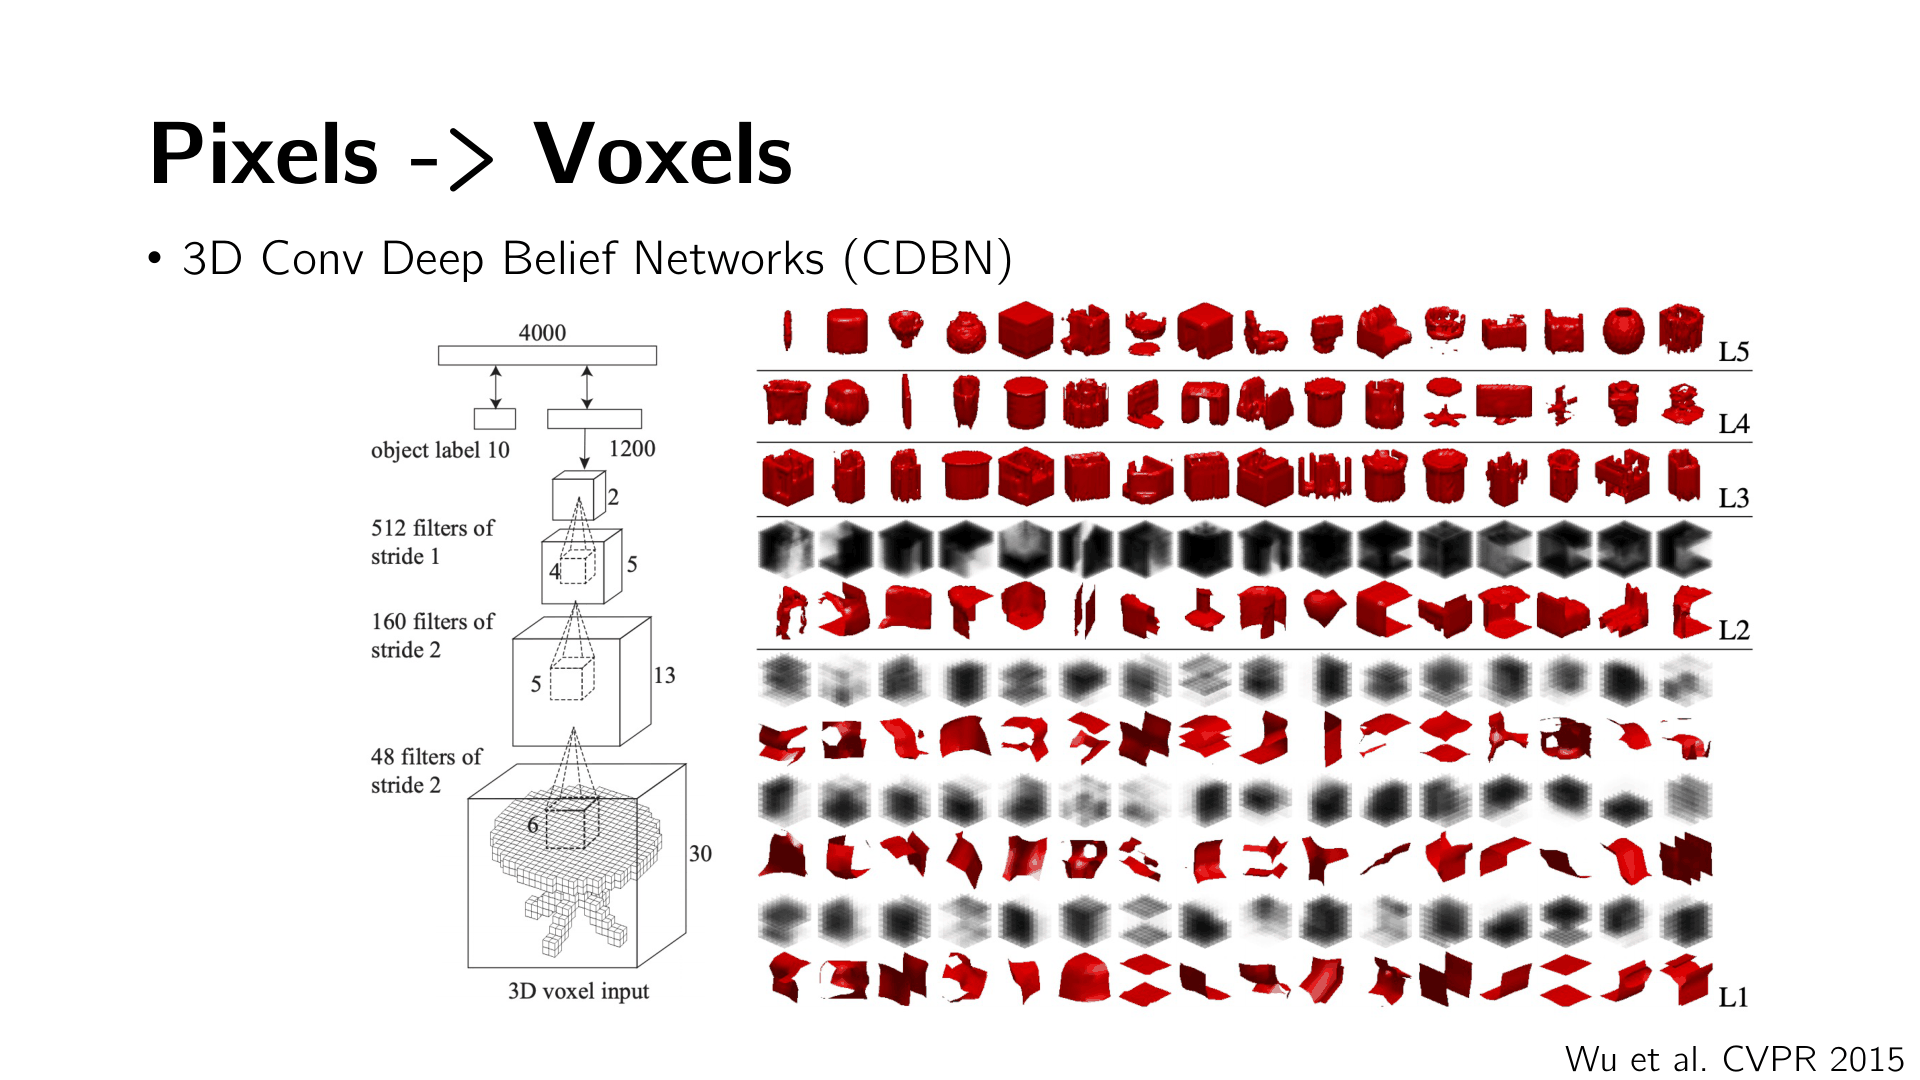 Pixels -> Voxels
• 3D Conv Deep Belief Networks (CDBN)
4000
object label 10
1200
2
512 filters of
stride 1
4
5
160 filters of
stride 2
5
13
48 filters of
stride 2
6
30
3D voxel input
L5
L4
L3
L2
L1
Wu et al. CVPR 2015